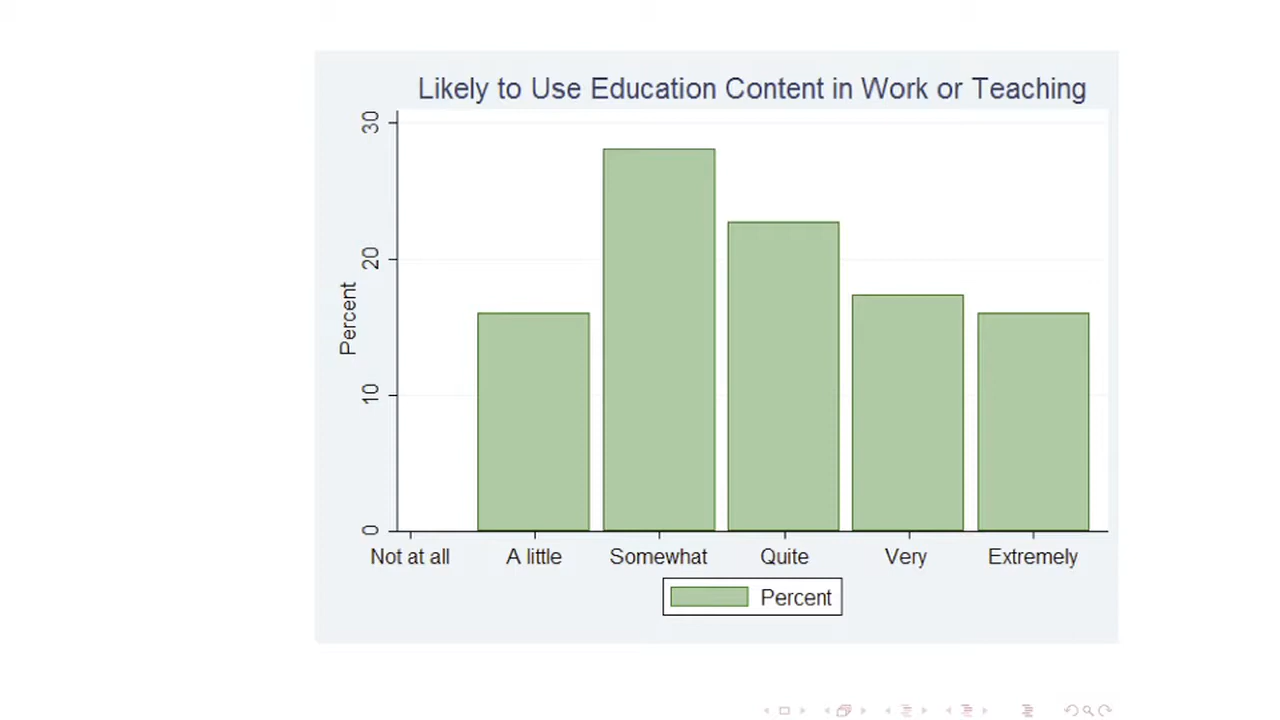 Likely to Use Education Content in Work or Teaching
30
20
10
0
Percent
Not at all A little Somewhat Quite Very Extremely
Percent